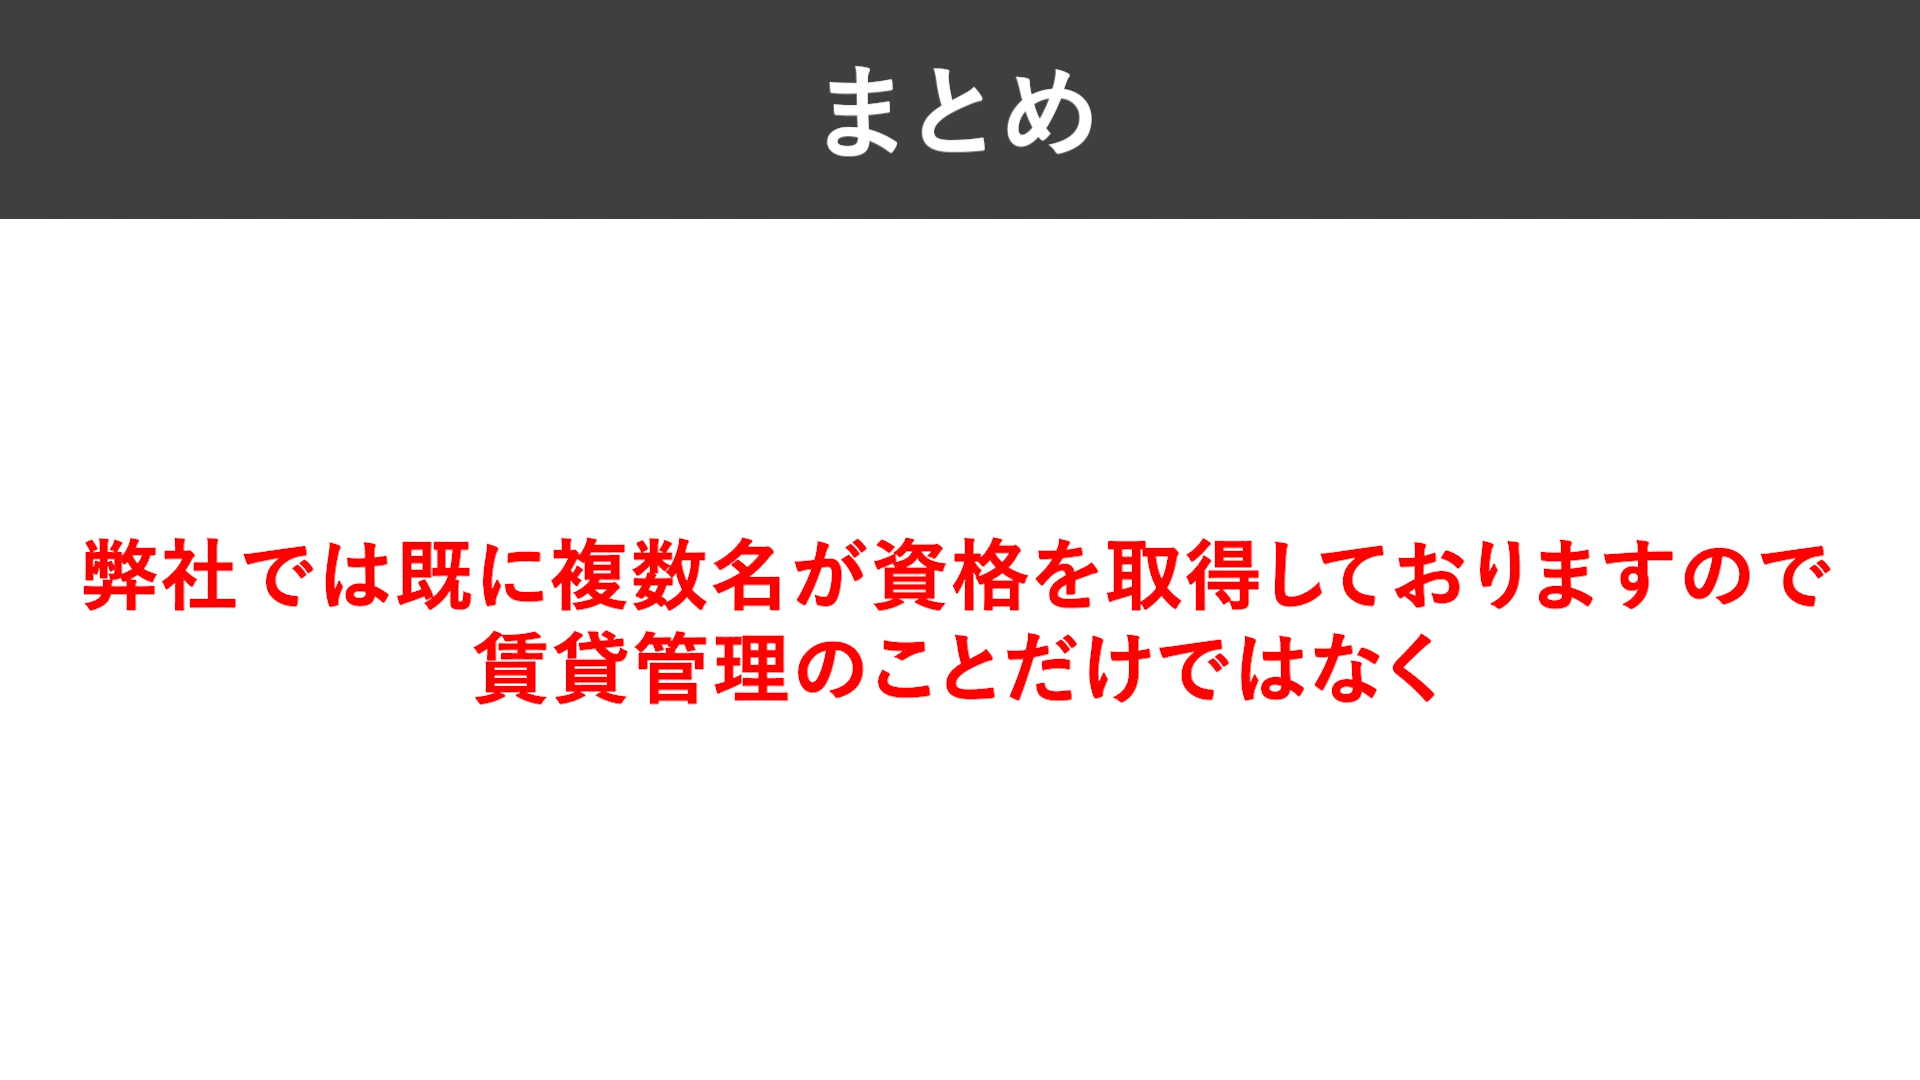 まとめ
弊社では既に複数名が資格を取得しておりますので
賃貸管理のことだけではなく